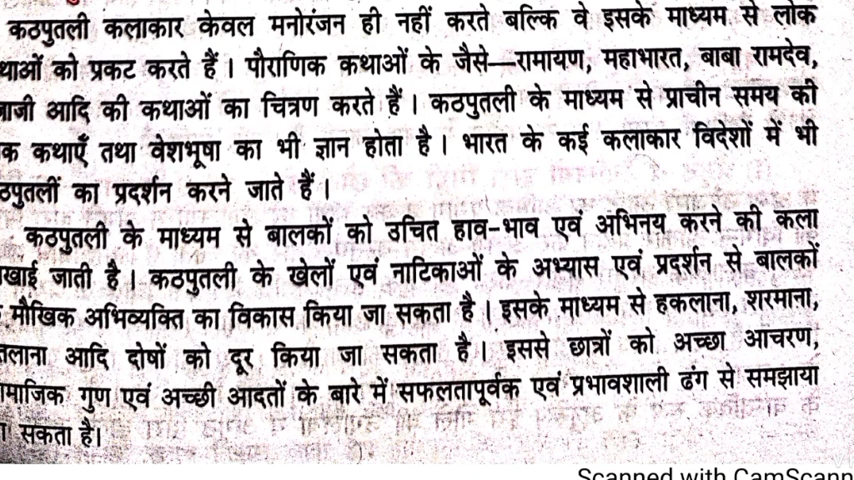 कठपुतली कलाकार केवल मनोरंजन ही नहीं करते बल्कि वे इसके माध्यम से लोक
थाओं को प्रकट करते हैं। पौराणिक कथाओं के जैसे—रामायण, महाभारत, बाबा रामदेव,
आदि की कथाओं का चित्रण करते हैं। कठपुतली के माध्यम से प्राचीन समय की
क कथाएँ तथा वेशभूषा का भी ज्ञान होता है। भारत के कई कलाकार विदेशों में भी
ठपुतलीं का प्रदर्शन करने जाते हैं।
कठपुतली के माध्यम से बालकों को उचित हाव-भाव एवं अभिनय करने की कला
खाई जाती है। कठपुतली के खेलों एवं नाटिकाओं के अभ्यास एवं प्रदर्शन से बालकों
मौखिक अभिव्यक्ति का विकास किया जा सकता है। इसके माध्यम से हकलाना, शरमाना,
तलाना आदि दोषों को दूर किया जा सकता है। इससे छात्रों को अच्छा आचरण,
माजिक गुण एवं अच्छी आदतों के बारे में सफलतापूर्वक एवं प्रभावशाली ढंग से समझाया
सकता है।
Scanned with CamScann